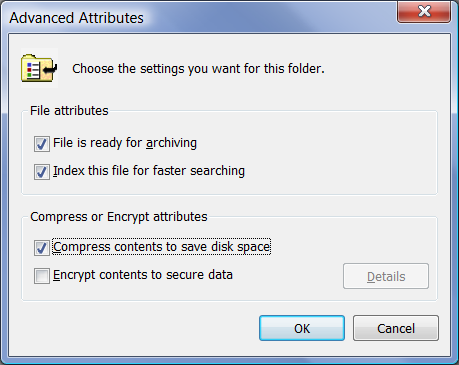 Advanced Attributes
Choose the settings you want for this folder.
File attributes
File is ready for archiving
Index this file for faster searching
Compress or Encrypt attributes
Compress contents to save disk space
Encrypt contents to secure data
Details
OK
Cancel